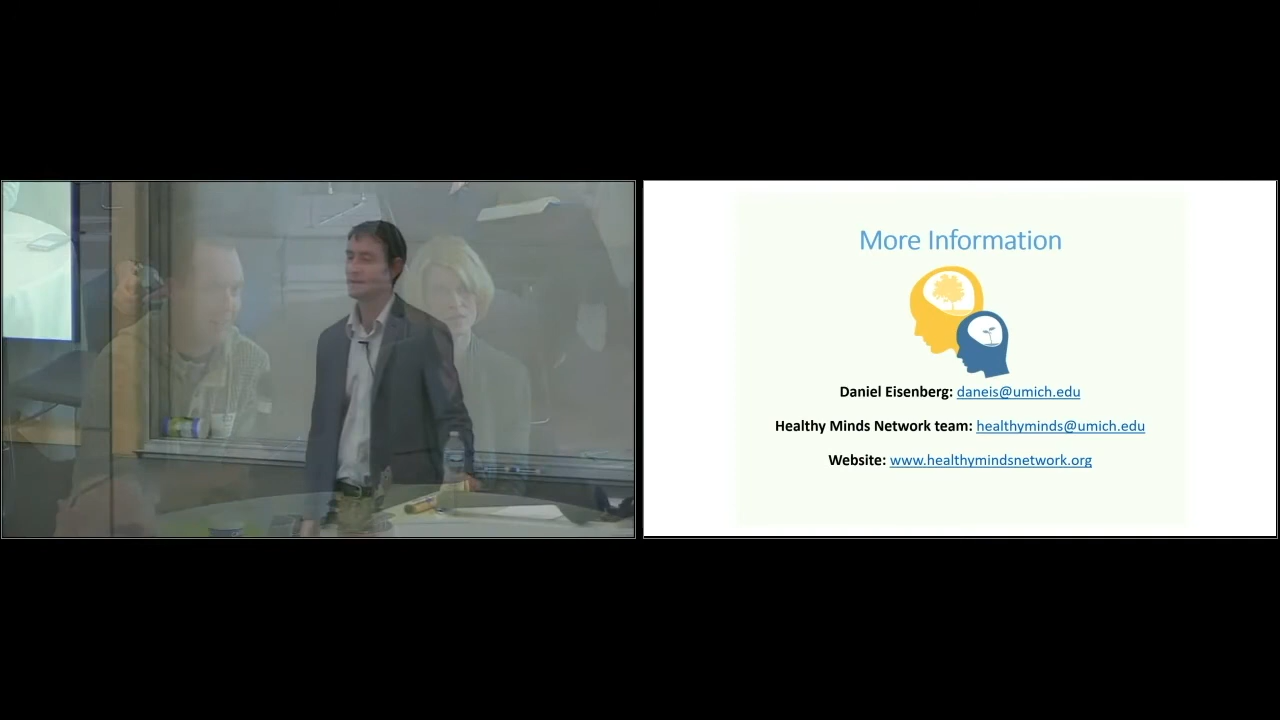 More Information
Daniel Eisenberg: daneis@umich.edu
Healthy Minds Network team: healthyminds@umich.edu
Website: www.healthymindsnetwork.org